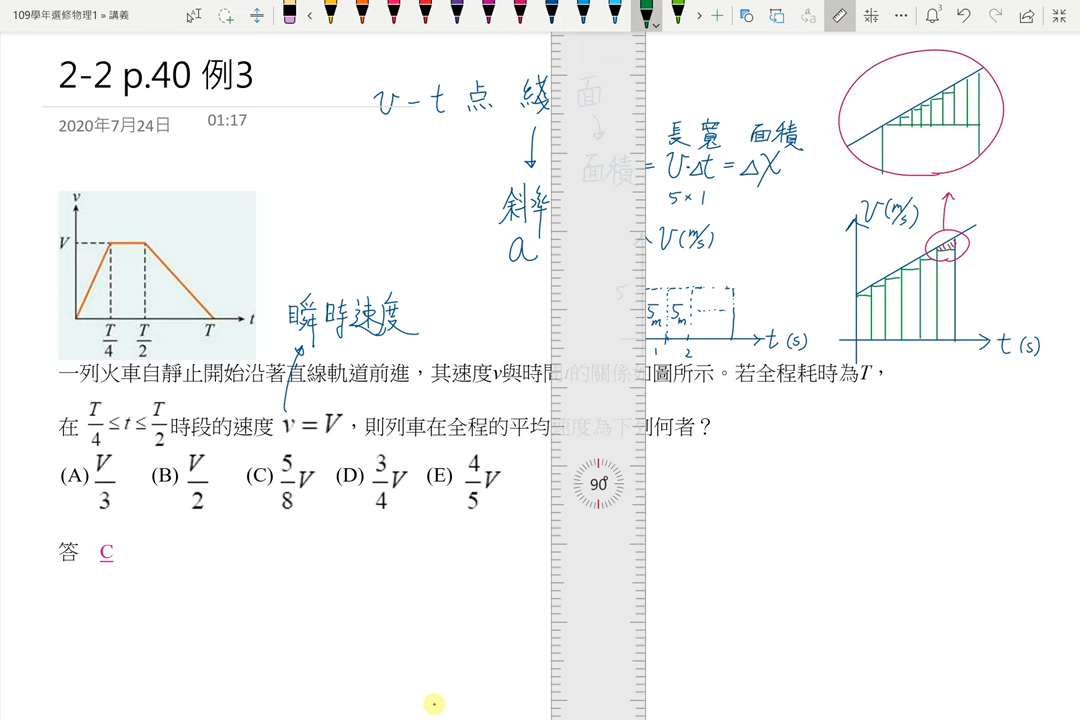 109學年選修物理1 » 講義
3
2-2 p.40 例3
2020年7月24日 01:17
v-t 点 綫 面
斜率
a
面積 = v·Δt = Δx
長 寬 面積
5 × 1
v
V
T/4 T/2 T t
瞬時速度
V(m/s)
5
5m 5m ......
1 2 t(s)
V(m/s)
t(s)
一列火車自靜止開始沿著直線軌道前進，其速度v與時間t的關係如圖所示。若全程耗時為T，
在 T/4 ≤ t ≤ T/2 時段的速度 v = V，則列車在全程的平均速度為下列何者？
(A) V/3 (B) V/2 (C) 5/8 V (D) 3/4 V (E) 4/5 V
90°
答 C